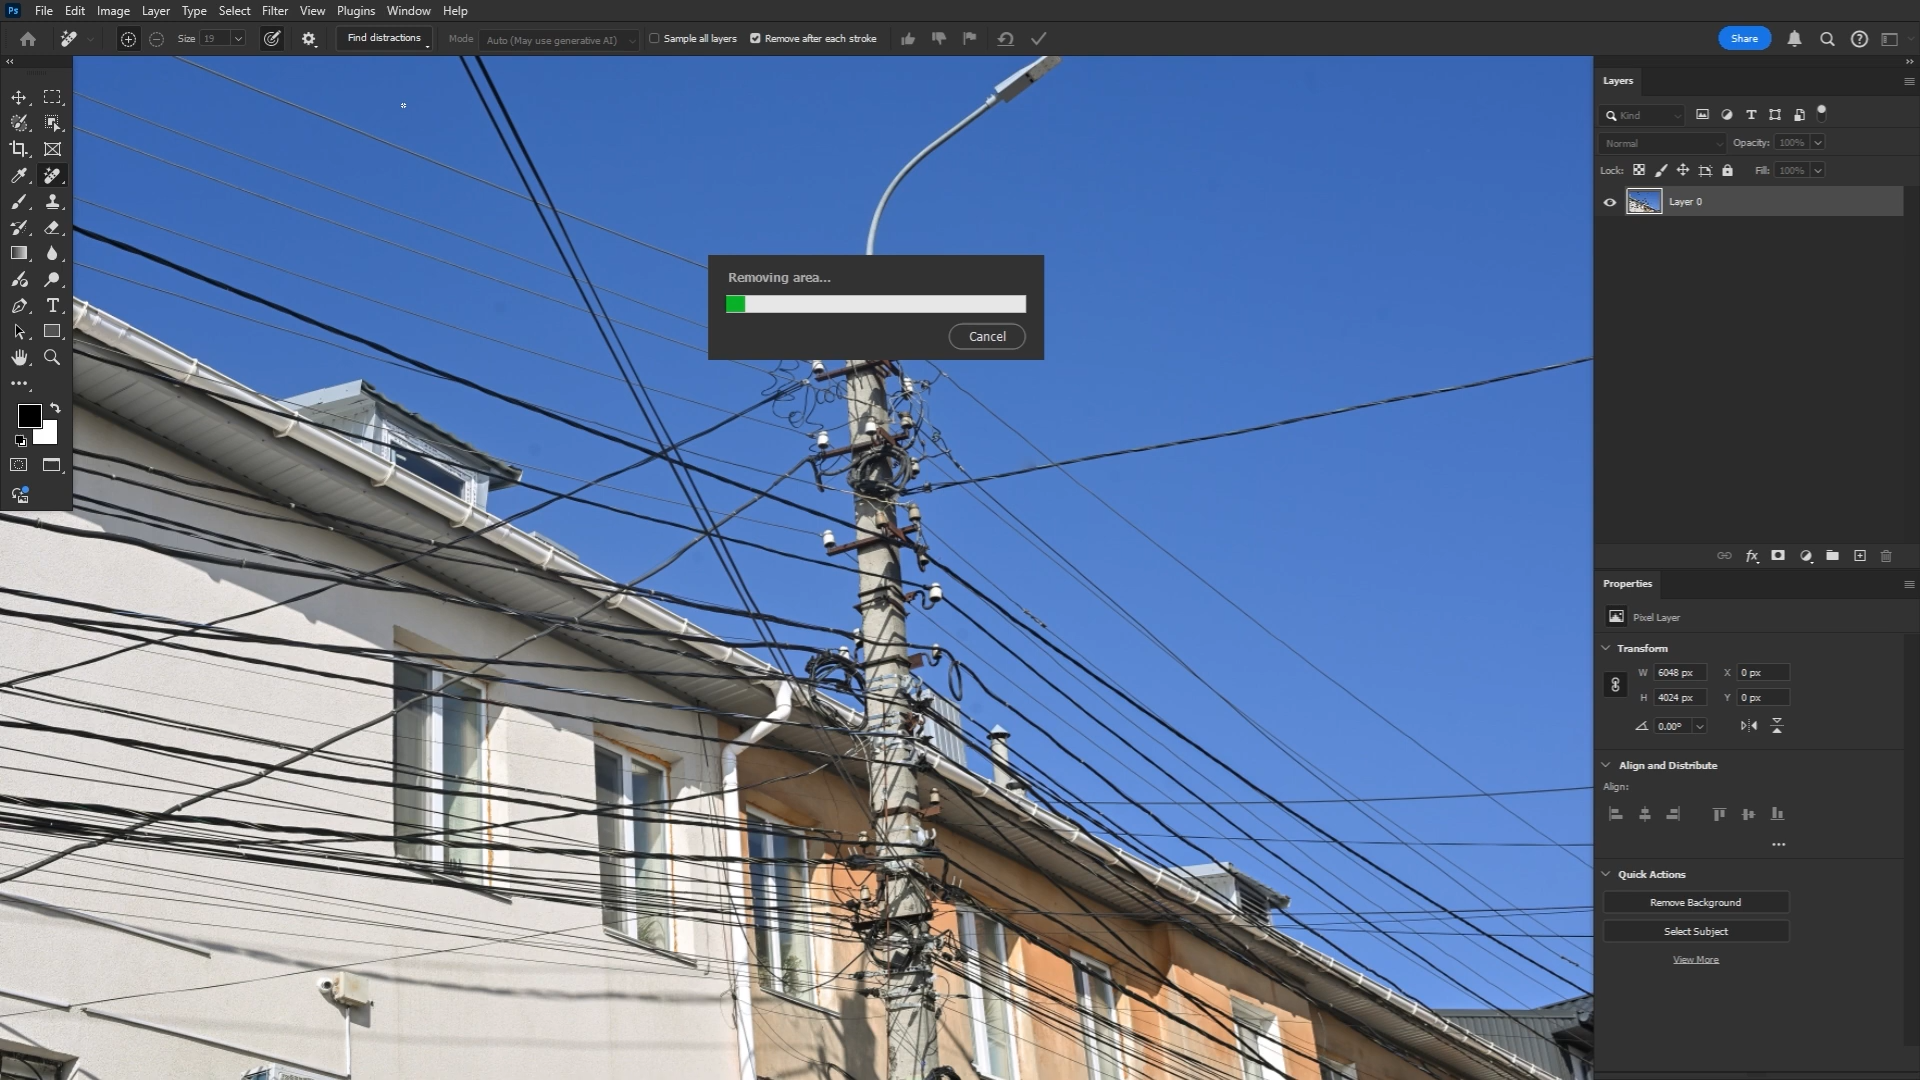 Ps File Edit Image Layer Type Select Filter View Plugins Window Help
Size 19 Find distractions Mode Auto (May use generative AI) Sample all layers Remove after each stroke Share
Layers
Kind
Normal Opacity: 100%
Lock: Fill: 100%
Layer 0
Removing area...
Cancel
fx
Properties
Pixel Layer
Transform
W 6048 px X 0 px
H 4024 px Y 0 px
0.00°
Align and Distribute
Align:
Quick Actions
Remove Background
Select Subject
View More